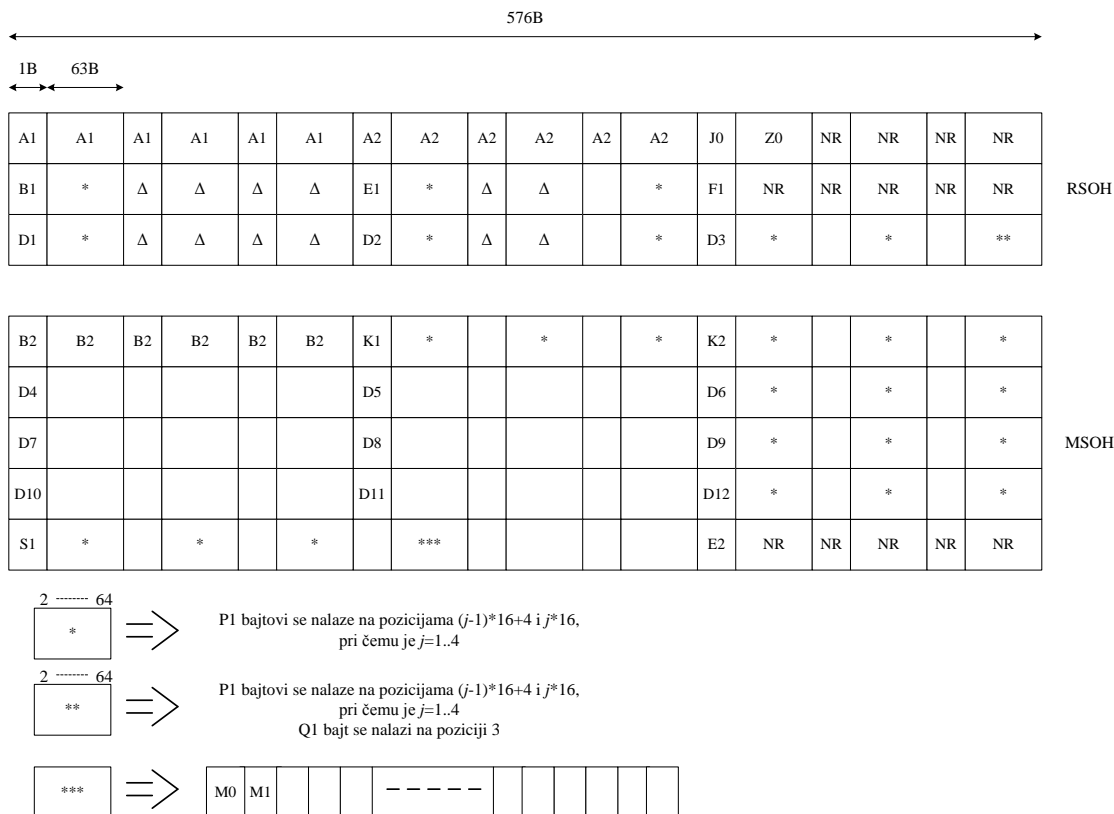 576B
1B 63B
A1 A1 A1 A1 A1 A1 A2 A2 A2 A2 A2 A2 J0 Z0 NR NR NR NR
B1 * Δ Δ Δ Δ E1 * Δ Δ * F1 NR NR NR NR NR
RSOH
D1 * Δ Δ Δ Δ D2 * Δ Δ * D3 * * **
B2 B2 B2 B2 B2 B2 K1 * * * K2 * * *
D4 D5 D6 * * *
D7 D8 D9 * * *
MSOH
D10 D11 D12 * * *
S1 * * * *** E2 NR NR NR NR NR
2 -------- 64
*
P1 bajtovi se nalaze na pozicijama (j-1)*16+4 i j*16,
pri čemu je j=1..4
2 -------- 64
**
P1 bajtovi se nalaze na pozicijama (j-1)*16+4 i j*16,
pri čemu je j=1..4
Q1 bajt se nalazi na poziciji 3
*** M0 M1 – – – – –